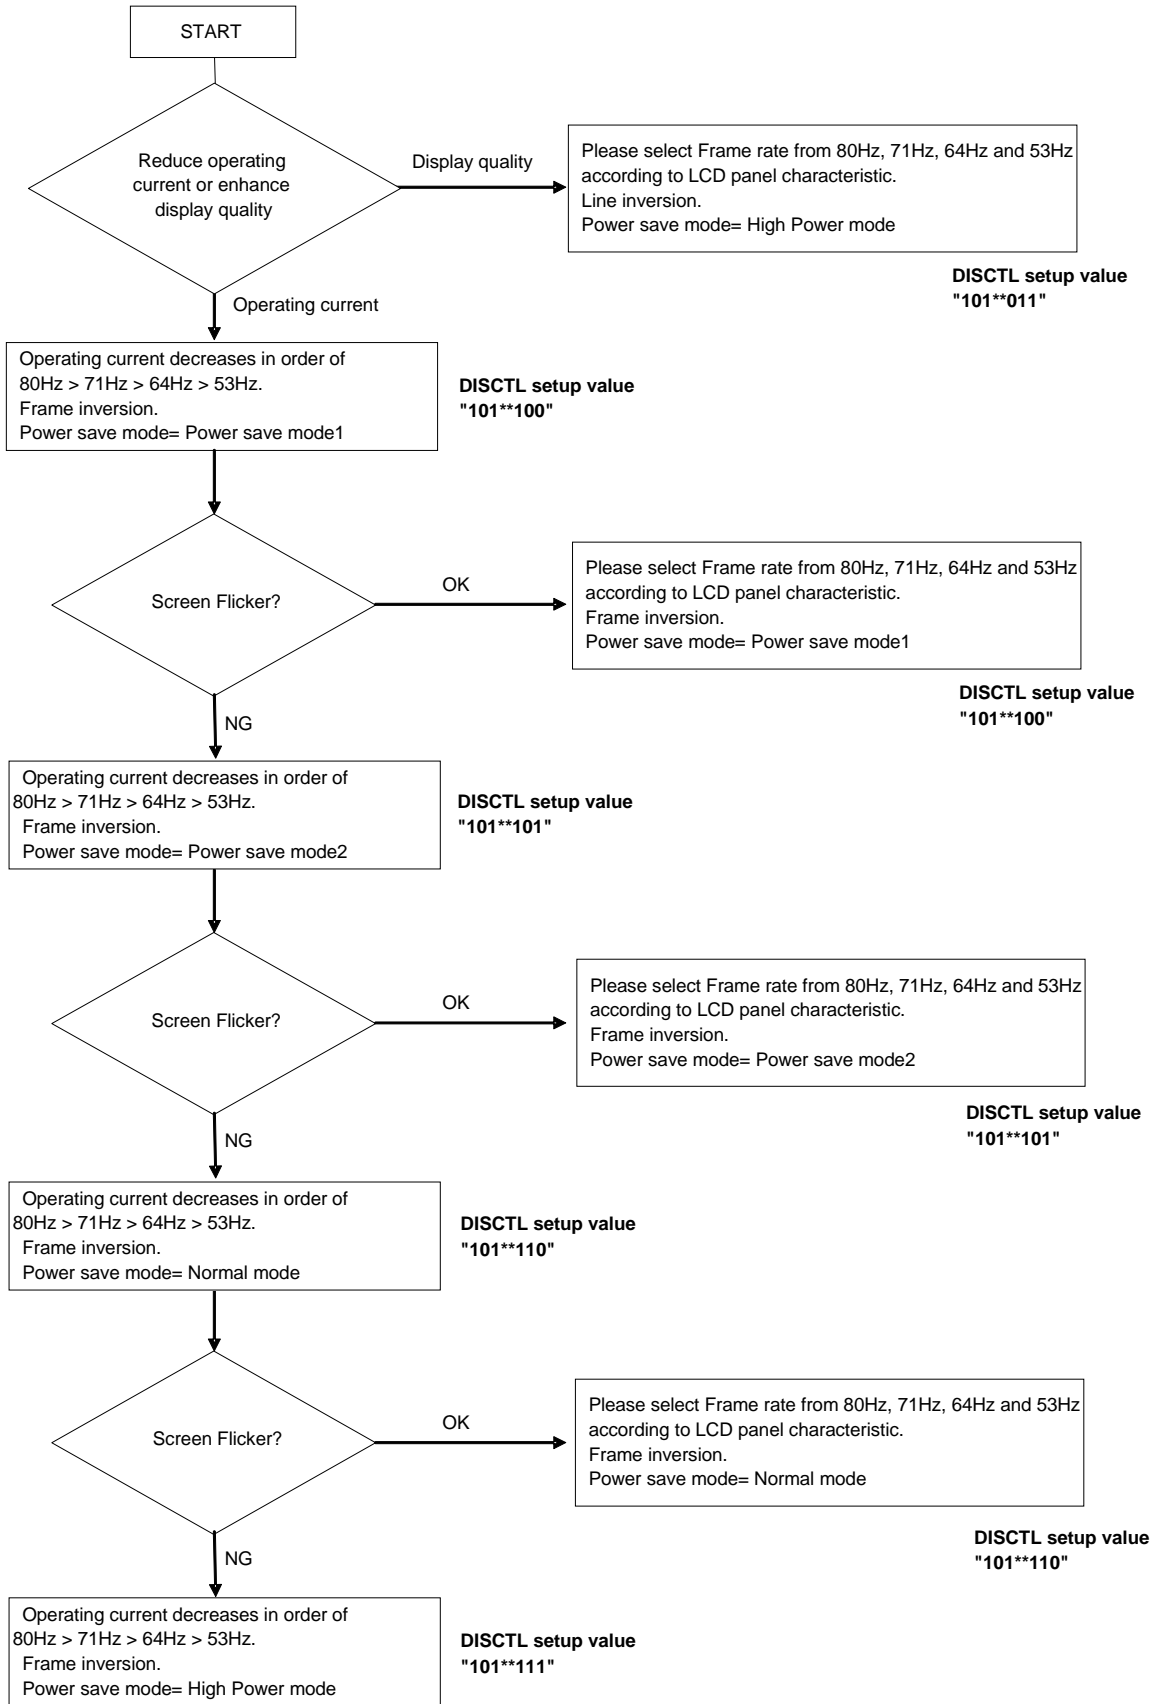 START
Reduce operating
current or enhance
display quality
Display quality
Please select Frame rate from 80Hz, 71Hz, 64Hz and 53Hz
according to LCD panel characteristic.
Line inversion.
Power save mode= High Power mode
DISCTL setup value
"101**011"
Operating current
Operating current decreases in order of
80Hz > 71Hz > 64Hz > 53Hz.
Frame inversion.
Power save mode= Power save mode1
DISCTL setup value
"101**100"
Screen Flicker?
OK
Please select Frame rate from 80Hz, 71Hz, 64Hz and 53Hz
according to LCD panel characteristic.
Frame inversion.
Power save mode= Power save mode1
DISCTL setup value
"101**100"
NG
Operating current decreases in order of
80Hz > 71Hz > 64Hz > 53Hz.
Frame inversion.
Power save mode= Power save mode2
DISCTL setup value
"101**101"
Screen Flicker?
OK
Please select Frame rate from 80Hz, 71Hz, 64Hz and 53Hz
according to LCD panel characteristic.
Frame inversion.
Power save mode= Power save mode2
DISCTL setup value
"101**101"
NG
Operating current decreases in order of
80Hz > 71Hz > 64Hz > 53Hz.
Frame inversion.
Power save mode= Normal mode
DISCTL setup value
"101**110"
Screen Flicker?
OK
Please select Frame rate from 80Hz, 71Hz, 64Hz and 53Hz
according to LCD panel characteristic.
Frame inversion.
Power save mode= Normal mode
DISCTL setup value
"101**110"
NG
Operating current decreases in order of
80Hz > 71Hz > 64Hz > 53Hz.
Frame inversion.
Power save mode= High Power mode
DISCTL setup value
"101**111"